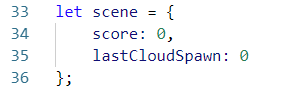 33 let scene = {
34     score: 0,
35     lastCloudSpawn: 0
36 };